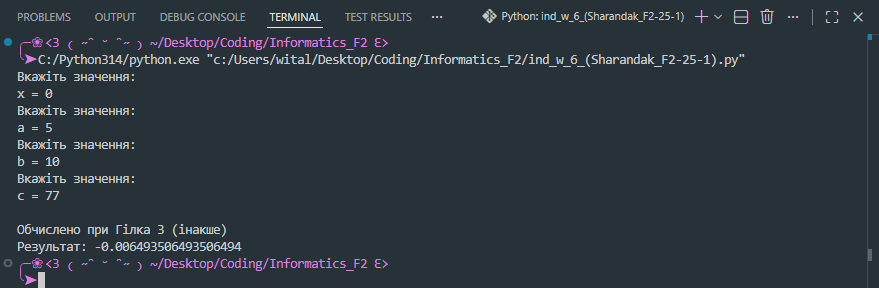 PROBLEMS OUTPUT DEBUG CONSOLE TERMINAL TEST RESULTS ··· Python: ind_w_6_(Sharandak_F2-25-1)
<3 ( ˶ᵔ ᵕ ᵔ˶ ) ~/Desktop/Coding/Informatics_F2 Ɛ>
C:/Python314/python.exe "c:/Users/wital/Desktop/Coding/Informatics_F2/ind_w_6_(Sharandak_F2-25-1).py"
Вкажіть значення:
x = 0
Вкажіть значення:
a = 5
Вкажіть значення:
b = 10
Вкажіть значення:
c = 77
Обчислено при Гілка 3 (інакше)
Результат: -0.006493506493506494
<3 ( ˶ᵔ ᵕ ᵔ˶ ) ~/Desktop/Coding/Informatics_F2 Ɛ>